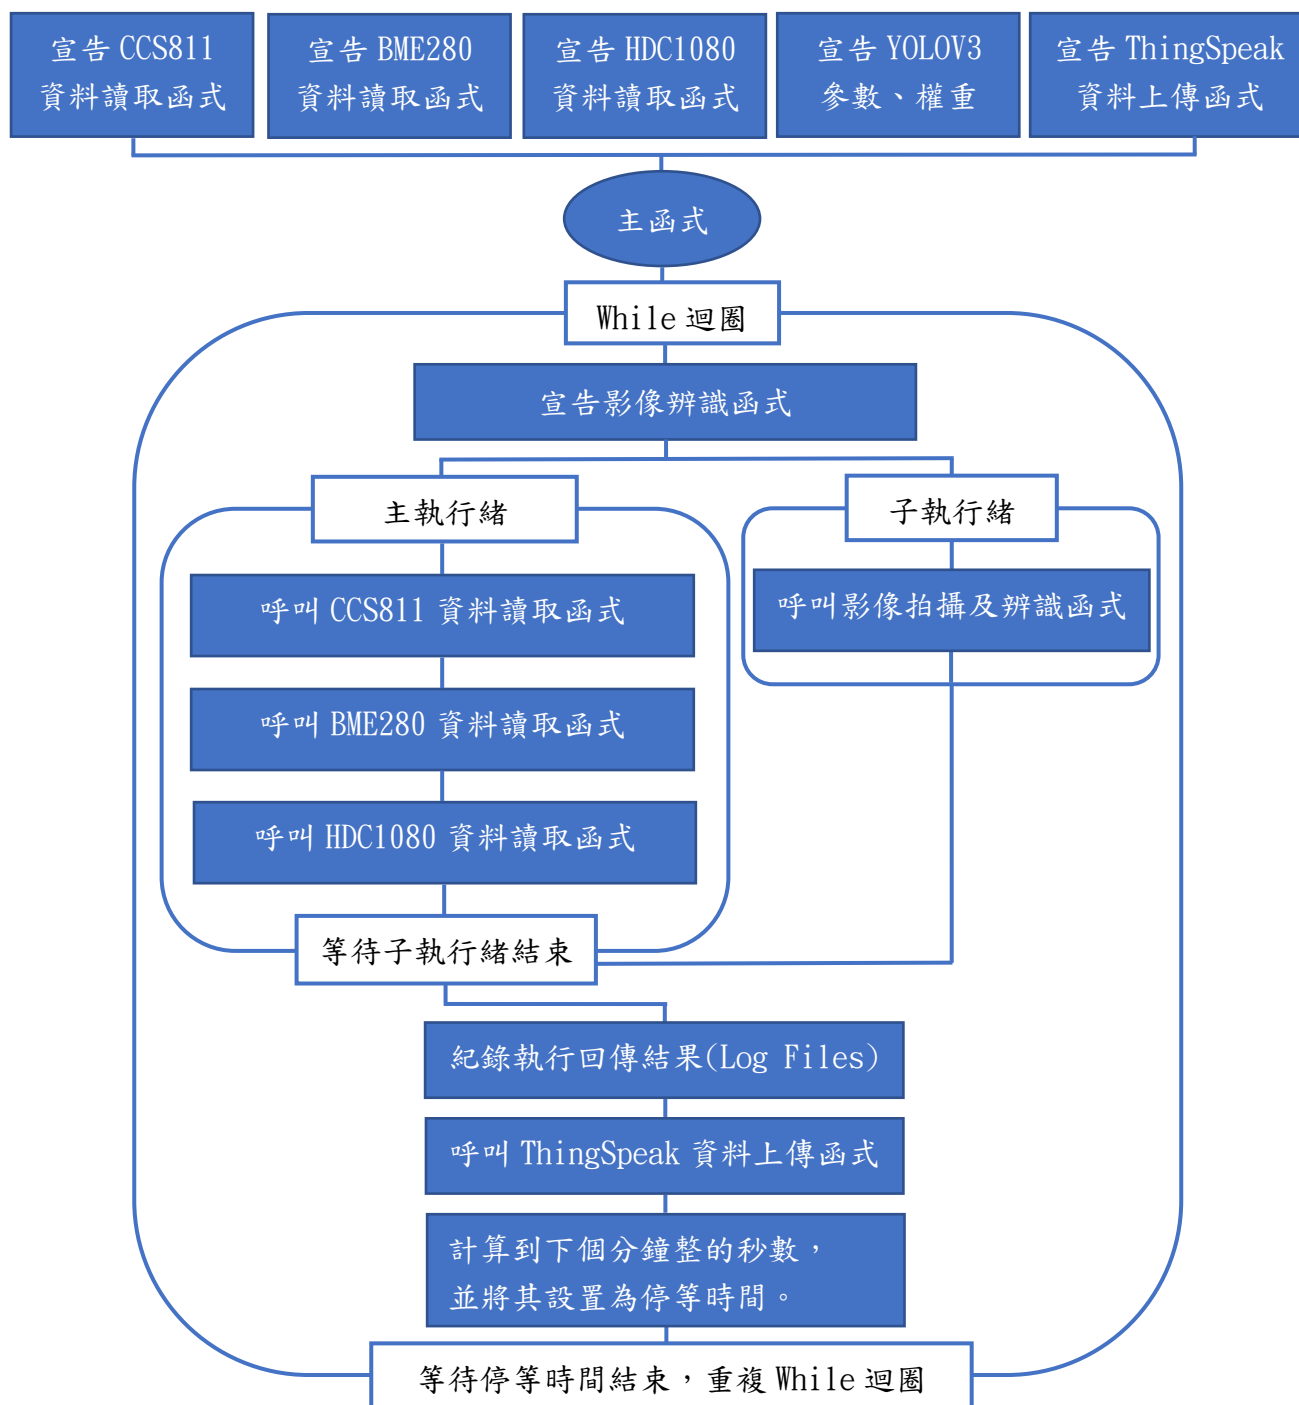 宣告 CCS811
資料讀取函式
宣告 BME280
資料讀取函式
宣告 HDC1080
資料讀取函式
宣告 YOLOV3
參數、權重
宣告 ThingSpeak
資料上傳函式
主函式
While 迴圈
宣告影像辨識函式
主執行緒
子執行緒
呼叫 CCS811 資料讀取函式
呼叫影像拍攝及辨識函式
呼叫 BME280 資料讀取函式
呼叫 HDC1080 資料讀取函式
等待子執行緒結束
紀錄執行回傳結果(Log Files)
呼叫 ThingSpeak 資料上傳函式
計算到下個分鐘整的秒數，
並將其設置為停等時間。
等待停等時間結束，重複 While 迴圈